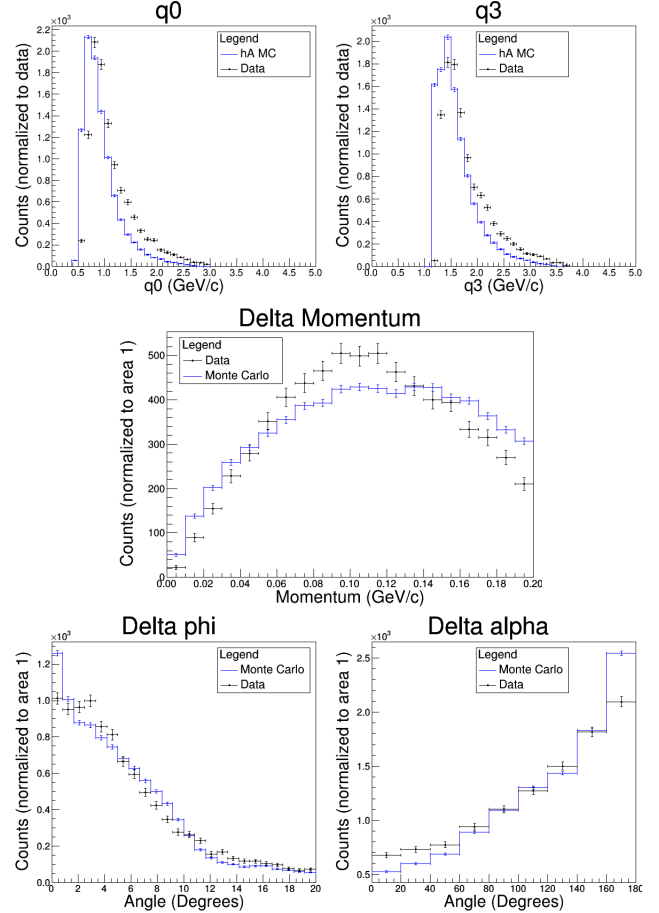 q0
×10³
Legend
hA MC
Data
Counts (normalized to data)
2.2
2.0
1.8
1.6
1.4
1.2
1.0
0.8
0.6
0.4
0.2
0.0
0.0 0.5 1.0 1.5 2.0 2.5 3.0 3.5 4.0 4.5 5.0
q0 (GeV/c)
q3
×10³
Legend
hA MC
Data
Counts (normalized to data)
2.0
1.8
1.6
1.4
1.2
1.0
0.8
0.6
0.4
0.2
0.0
0.0 0.5 1.0 1.5 2.0 2.5 3.0 3.5 4.0 4.5 5.0
q3 (GeV/c)
Delta Momentum
Legend
Data
Monte Carlo
Counts (normalized to area 1)
500
400
300
200
100
0
0.00 0.02 0.04 0.06 0.08 0.10 0.12 0.14 0.16 0.18 0.20
Momentum (GeV/c)
Delta phi
×10³
Legend
Monte Carlo
Data
Counts (normalized to area 1)
1.2
1.0
0.8
0.6
0.4
0.2
0.0
0 2 4 6 8 10 12 14 16 18 20
Angle (Degrees)
Delta alpha
×10³
Legend
Monte Carlo
Data
Counts (normalized to area 1)
2.5
2.0
1.5
1.0
0.5
0 20 40 60 80 100 120 140 160 180
Angle (Degrees)